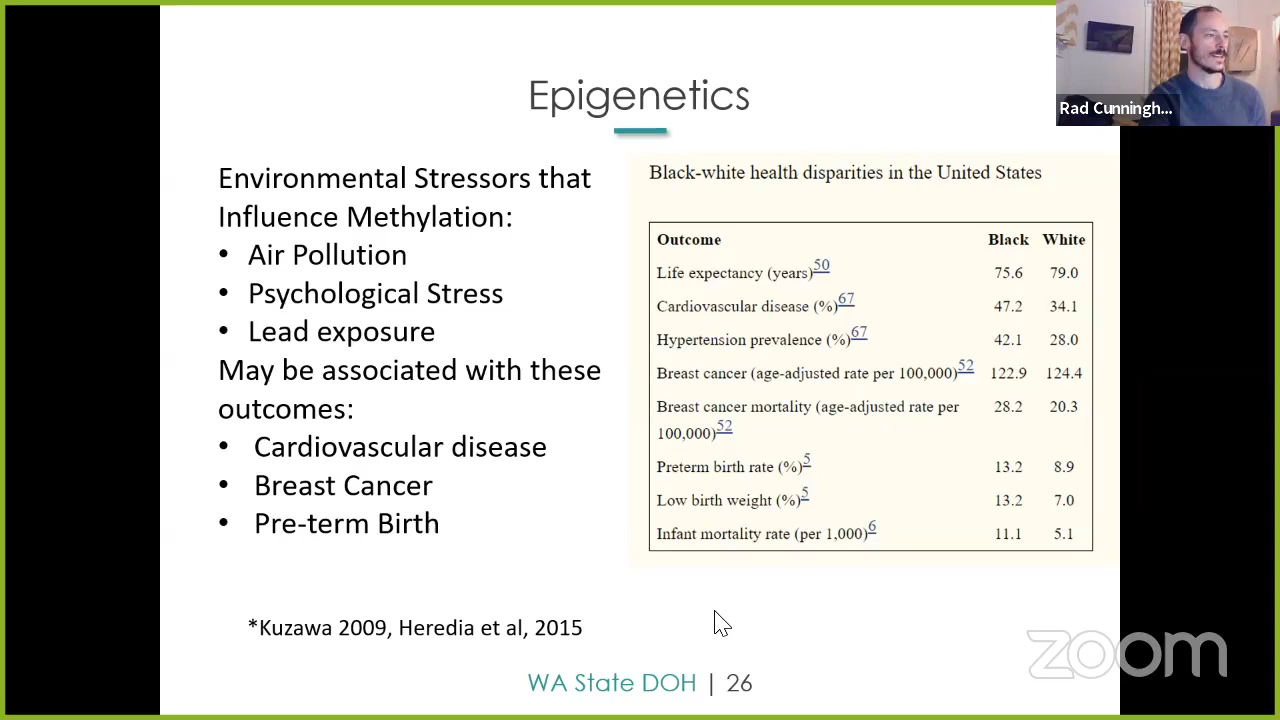 Epigenetics
Rad Cunningh...
Environmental Stressors that
Influence Methylation:
• Air Pollution
• Psychological Stress
• Lead exposure
May be associated with these
outcomes:
• Cardiovascular disease
• Breast Cancer
• Pre-term Birth
*Kuzawa 2009, Heredia et al, 2015
Black-white health disparities in the United States
Outcome Black White
Life expectancy (years)50 75.6 79.0
Cardiovascular disease (%)67 47.2 34.1
Hypertension prevalence (%)67 42.1 28.0
Breast cancer (age-adjusted rate per 100,000)52 122.9 124.4
Breast cancer mortality (age-adjusted rate per 28.2 20.3
100,000)52
Preterm birth rate (%)5 13.2 8.9
Low birth weight (%)5 13.2 7.0
Infant mortality rate (per 1,000)6 11.1 5.1
WA State DOH | 26
zoom